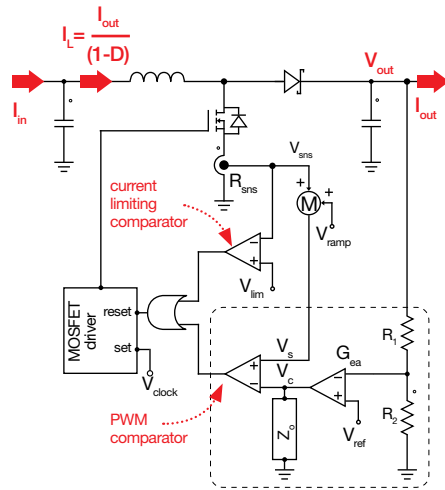 I_L = I_out / (1-D)
V_out
I_in
I_out
V_sns
R_sns
current
limiting
comparator
+
M
+
V_ramp
−
+
V_lim
MOSFET
driver
reset
set
V_clock
V_s
V_c
+
−
G_ea
−
+
R_1
R_2
Z_o
V_ref
PWM
comparator